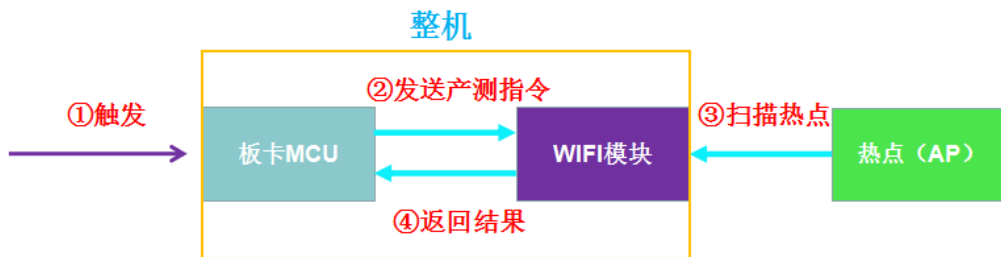 整机
②发送产测指令
①触发
③扫描热点
板卡MCU
WIFI模块
热点（AP）
④返回结果